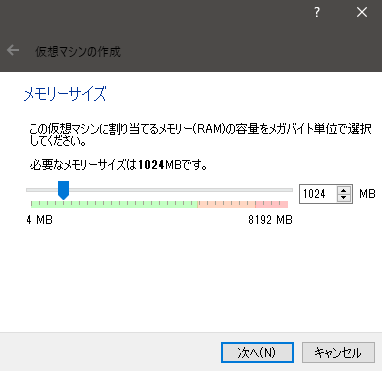 ?
仮想マシンの作成
メモリーサイズ
この仮想マシンに割り当てるメモリー(RAM)の容量をメガバイト単位で選択
してください。
必要なメモリーサイズは1024MBです。
1024 MB
4 MB 8192 MB
次へ(N) キャンセル